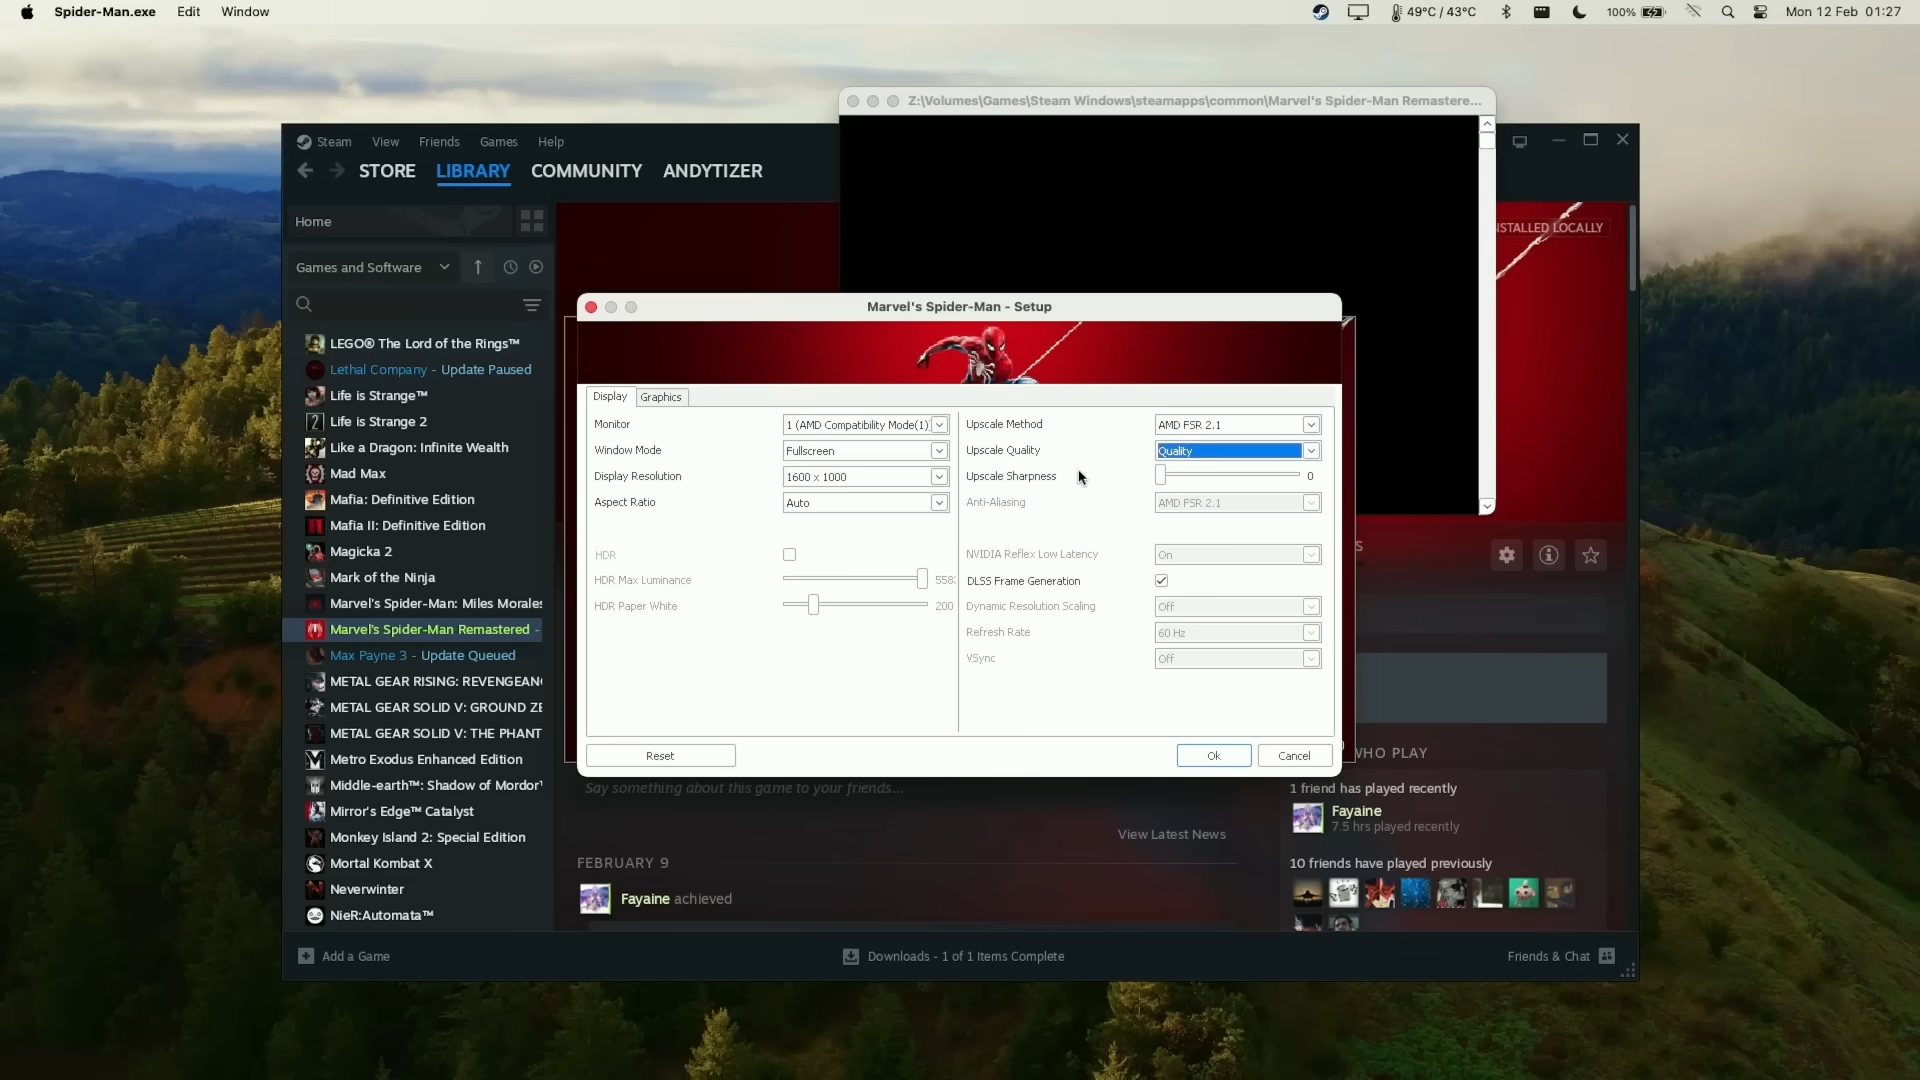 Spider-Man.exe Edit Window
49°C / 43°C 100% Mon 12 Feb 01:27
Z:\Volumes\Games\Steam Windows\steamapps\common\Marvel's Spider-Man Remastere...
Steam View Friends Games Help
STORE LIBRARY COMMUNITY ANDYTIZER
Home
NSTALLED LOCALLY
Games and Software
LEGO® The Lord of the Rings™
Lethal Company - Update Paused
Life is Strange™
Life is Strange 2
Like a Dragon: Infinite Wealth
Mad Max
Mafia: Definitive Edition
Mafia II: Definitive Edition
Magicka 2
Mark of the Ninja
Marvel's Spider-Man: Miles Morales
Marvel's Spider-Man Remastered -
Max Payne 3 - Update Queued
METAL GEAR RISING: REVENGEAN
METAL GEAR SOLID V: GROUND ZE
METAL GEAR SOLID V: THE PHANT
Metro Exodus Enhanced Edition
Middle-earth™: Shadow of Mordor™
Mirror's Edge™ Catalyst
Monkey Island 2: Special Edition
Mortal Kombat X
Neverwinter
NieR:Automata™
Marvel's Spider-Man - Setup
Display Graphics
Monitor 1 (AMD Compatibility Mode(1)
Window Mode Fullscreen
Display Resolution 1600 x 1000
Aspect Ratio Auto
HDR
HDR Max Luminance 558
HDR Paper White 200
Upscale Method AMD FSR 2.1
Upscale Quality Quality
Upscale Sharpness 0
Anti-Aliasing AMD FSR 2.1
NVIDIA Reflex Low Latency On
DLSS Frame Generation
Dynamic Resolution Scaling Off
Refresh Rate 60 Hz
VSync Off
Reset Ok Cancel
S
WHO PLAY
Say something about this game to your friends...
1 friend has played recently
Fayaine
7.5 hrs played recently
View Latest News
FEBRUARY 9
10 friends have played previously
Fayaine achieved
Add a Game
Downloads - 1 of 1 Items Complete
Friends & Chat